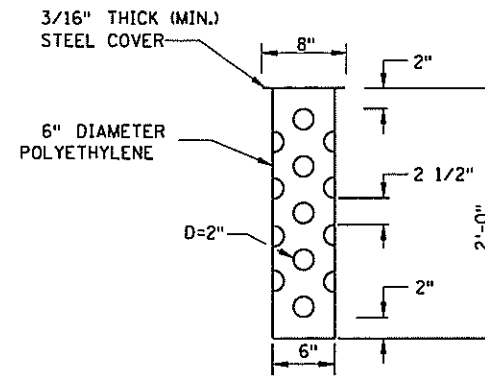 3/16" THICK (MIN.)
STEEL COVER
8"
2"
6" DIAMETER
POLYETHYLENE
2 1/2"
D=2"
2'-0"
2"
6"